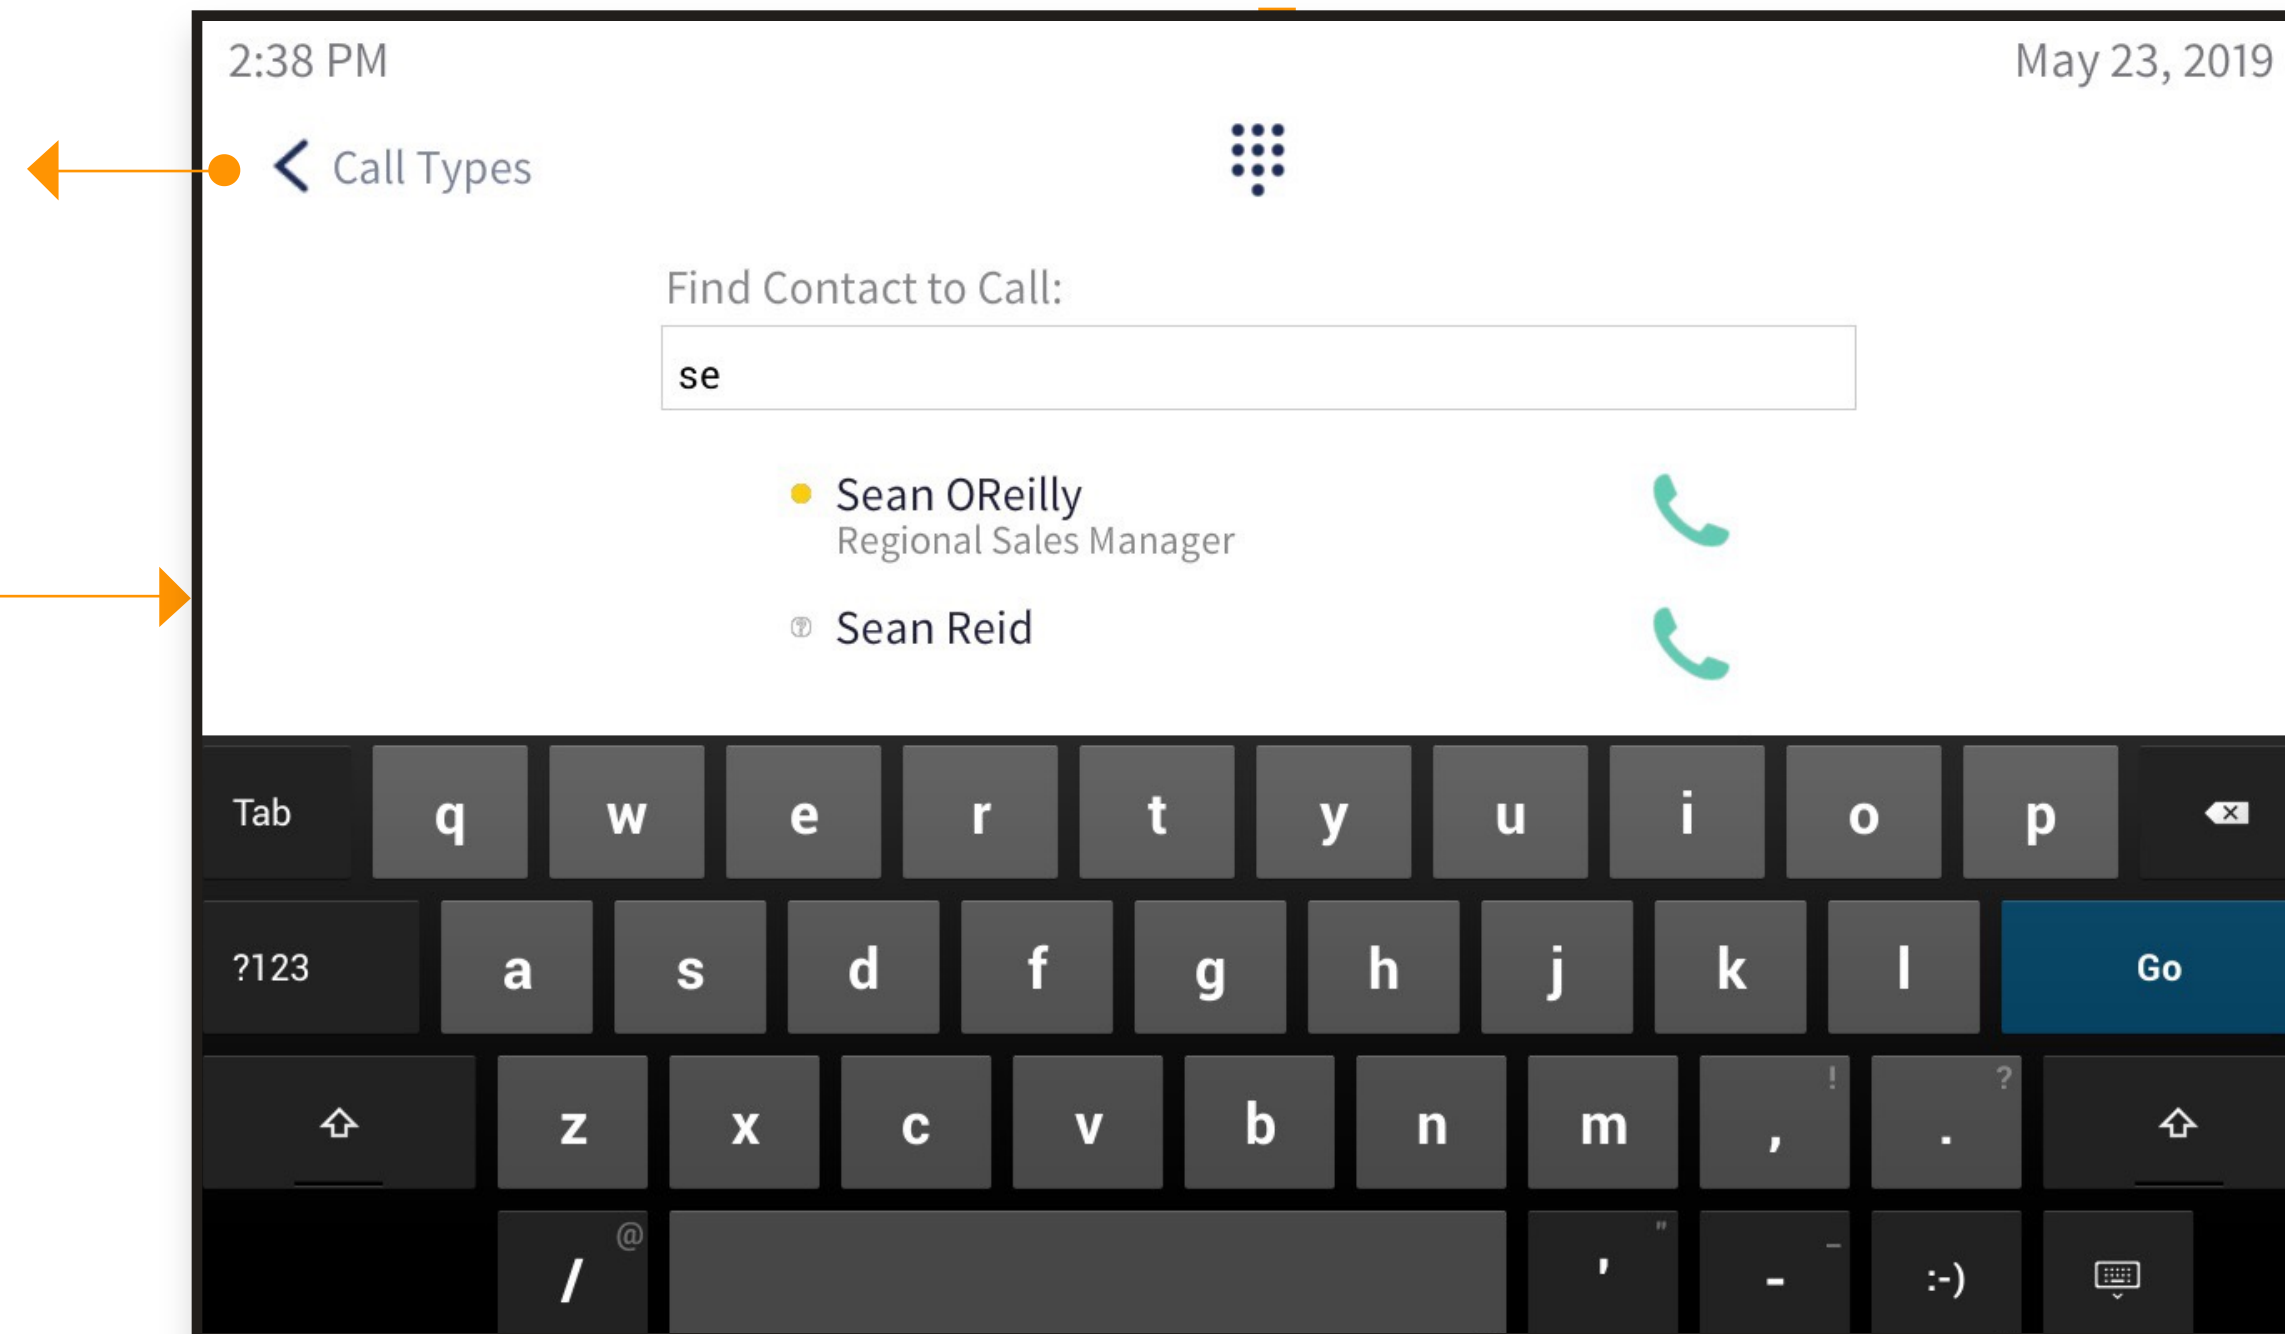 2:38 PM May 23, 2019
Call Types
Find Contact to Call:
se
Sean OReilly
Regional Sales Manager
Sean Reid
Tab q w e r t y u i o p
?123 a s d f g h j k l Go
z x c v b n m , ! . ?
/ @ ' " - _ :-)